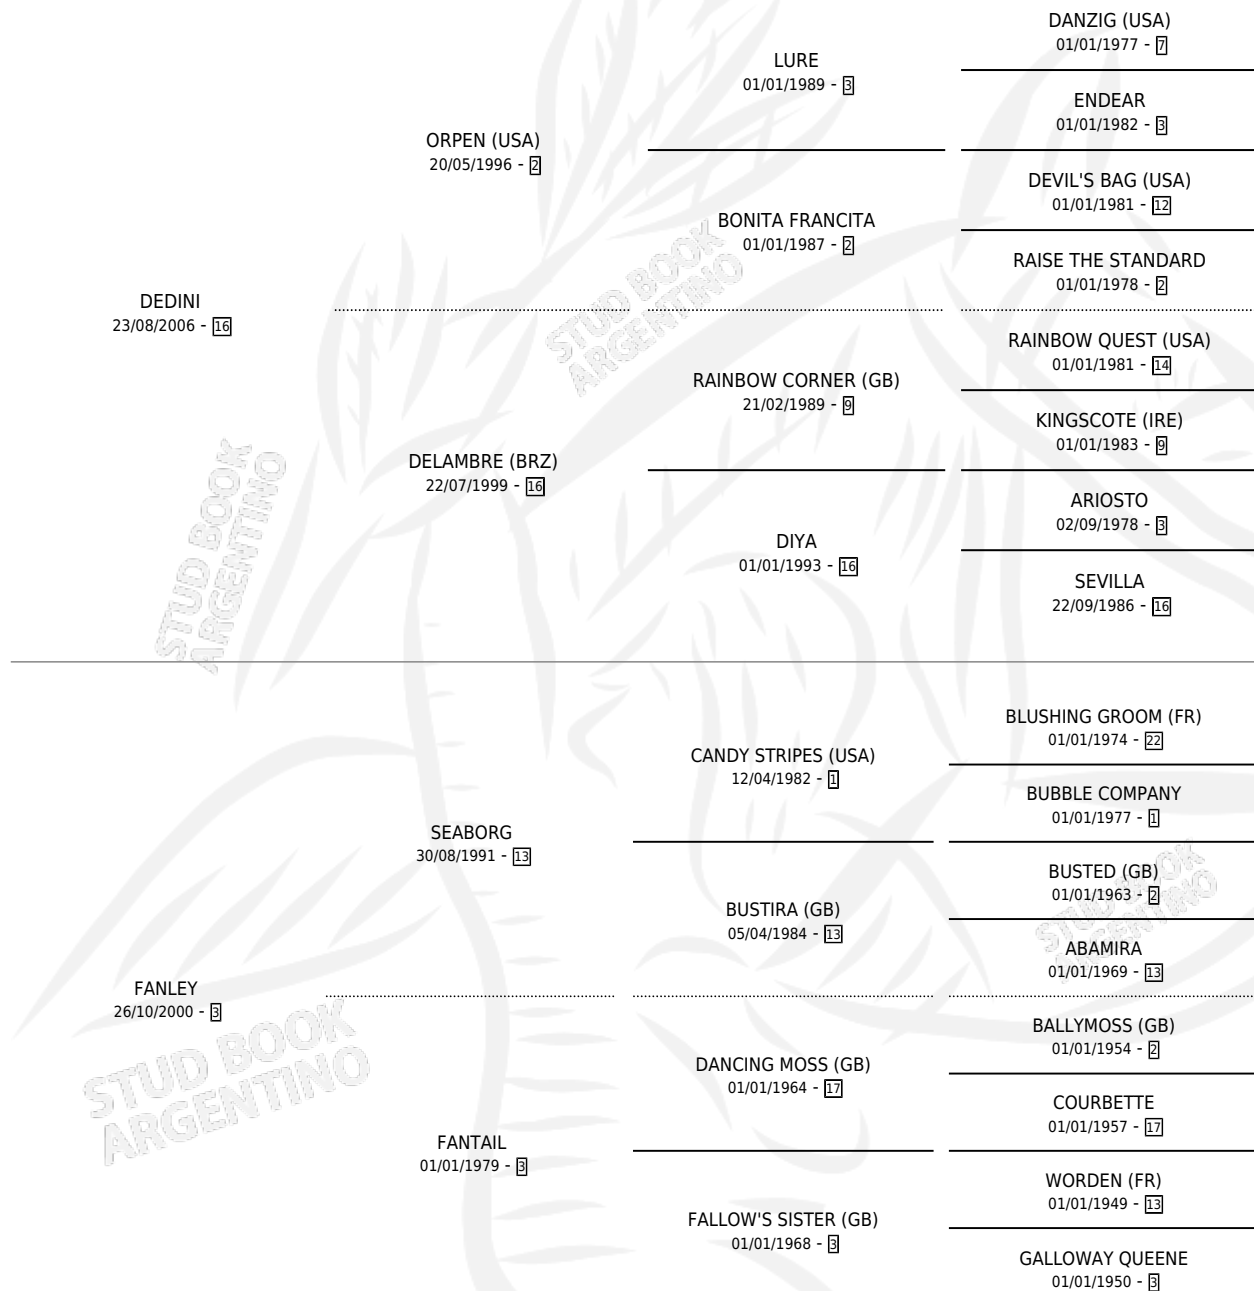 DANZIG (USA)
01/01/1977 - 7
LURE
01/01/1989 - 3
ENDEAR
01/01/1982 - 3
ORPEN (USA)
20/05/1996 - 2
DEVIL'S BAG (USA)
01/01/1981 - 12
BONITA FRANCITA
01/01/1987 - 2
RAISE THE STANDARD
01/01/1978 - 2
DEDINI
23/08/2006 - 16
RAINBOW QUEST (USA)
01/01/1981 - 14
RAINBOW CORNER (GB)
21/02/1989 - 9
KINGSCOTE (IRE)
01/01/1983 - 9
DELAMBRE (BRZ)
22/07/1999 - 16
ARIOSTO
02/09/1978 - 3
DIYA
01/01/1993 - 16
SEVILLA
22/09/1986 - 16
BLUSHING GROOM (FR)
01/01/1974 - 22
CANDY STRIPES (USA)
12/04/1982 - 1
BUBBLE COMPANY
01/01/1977 - 1
SEABORG
30/08/1991 - 13
BUSTED (GB)
01/01/1963 - 2
BUSTIRA (GB)
05/04/1984 - 13
ABAMIRA
01/01/1969 - 13
FANLEY
26/10/2000 - 3
BALLYMOSS (GB)
01/01/1954 - 2
DANCING MOSS (GB)
01/01/1964 - 17
COURBETTE
01/01/1957 - 17
FANTAIL
01/01/1979 - 3
WORDEN (FR)
01/01/1949 - 13
FALLOW'S SISTER (GB)
01/01/1968 - 3
GALLOWAY QUEENE
01/01/1950 - 3
STUD BOOK
ARGENTINO
STUD BOOK
ARGENTINO
STUD BOOK
ARGENTINO
STUD BOOK
ARGENTINO